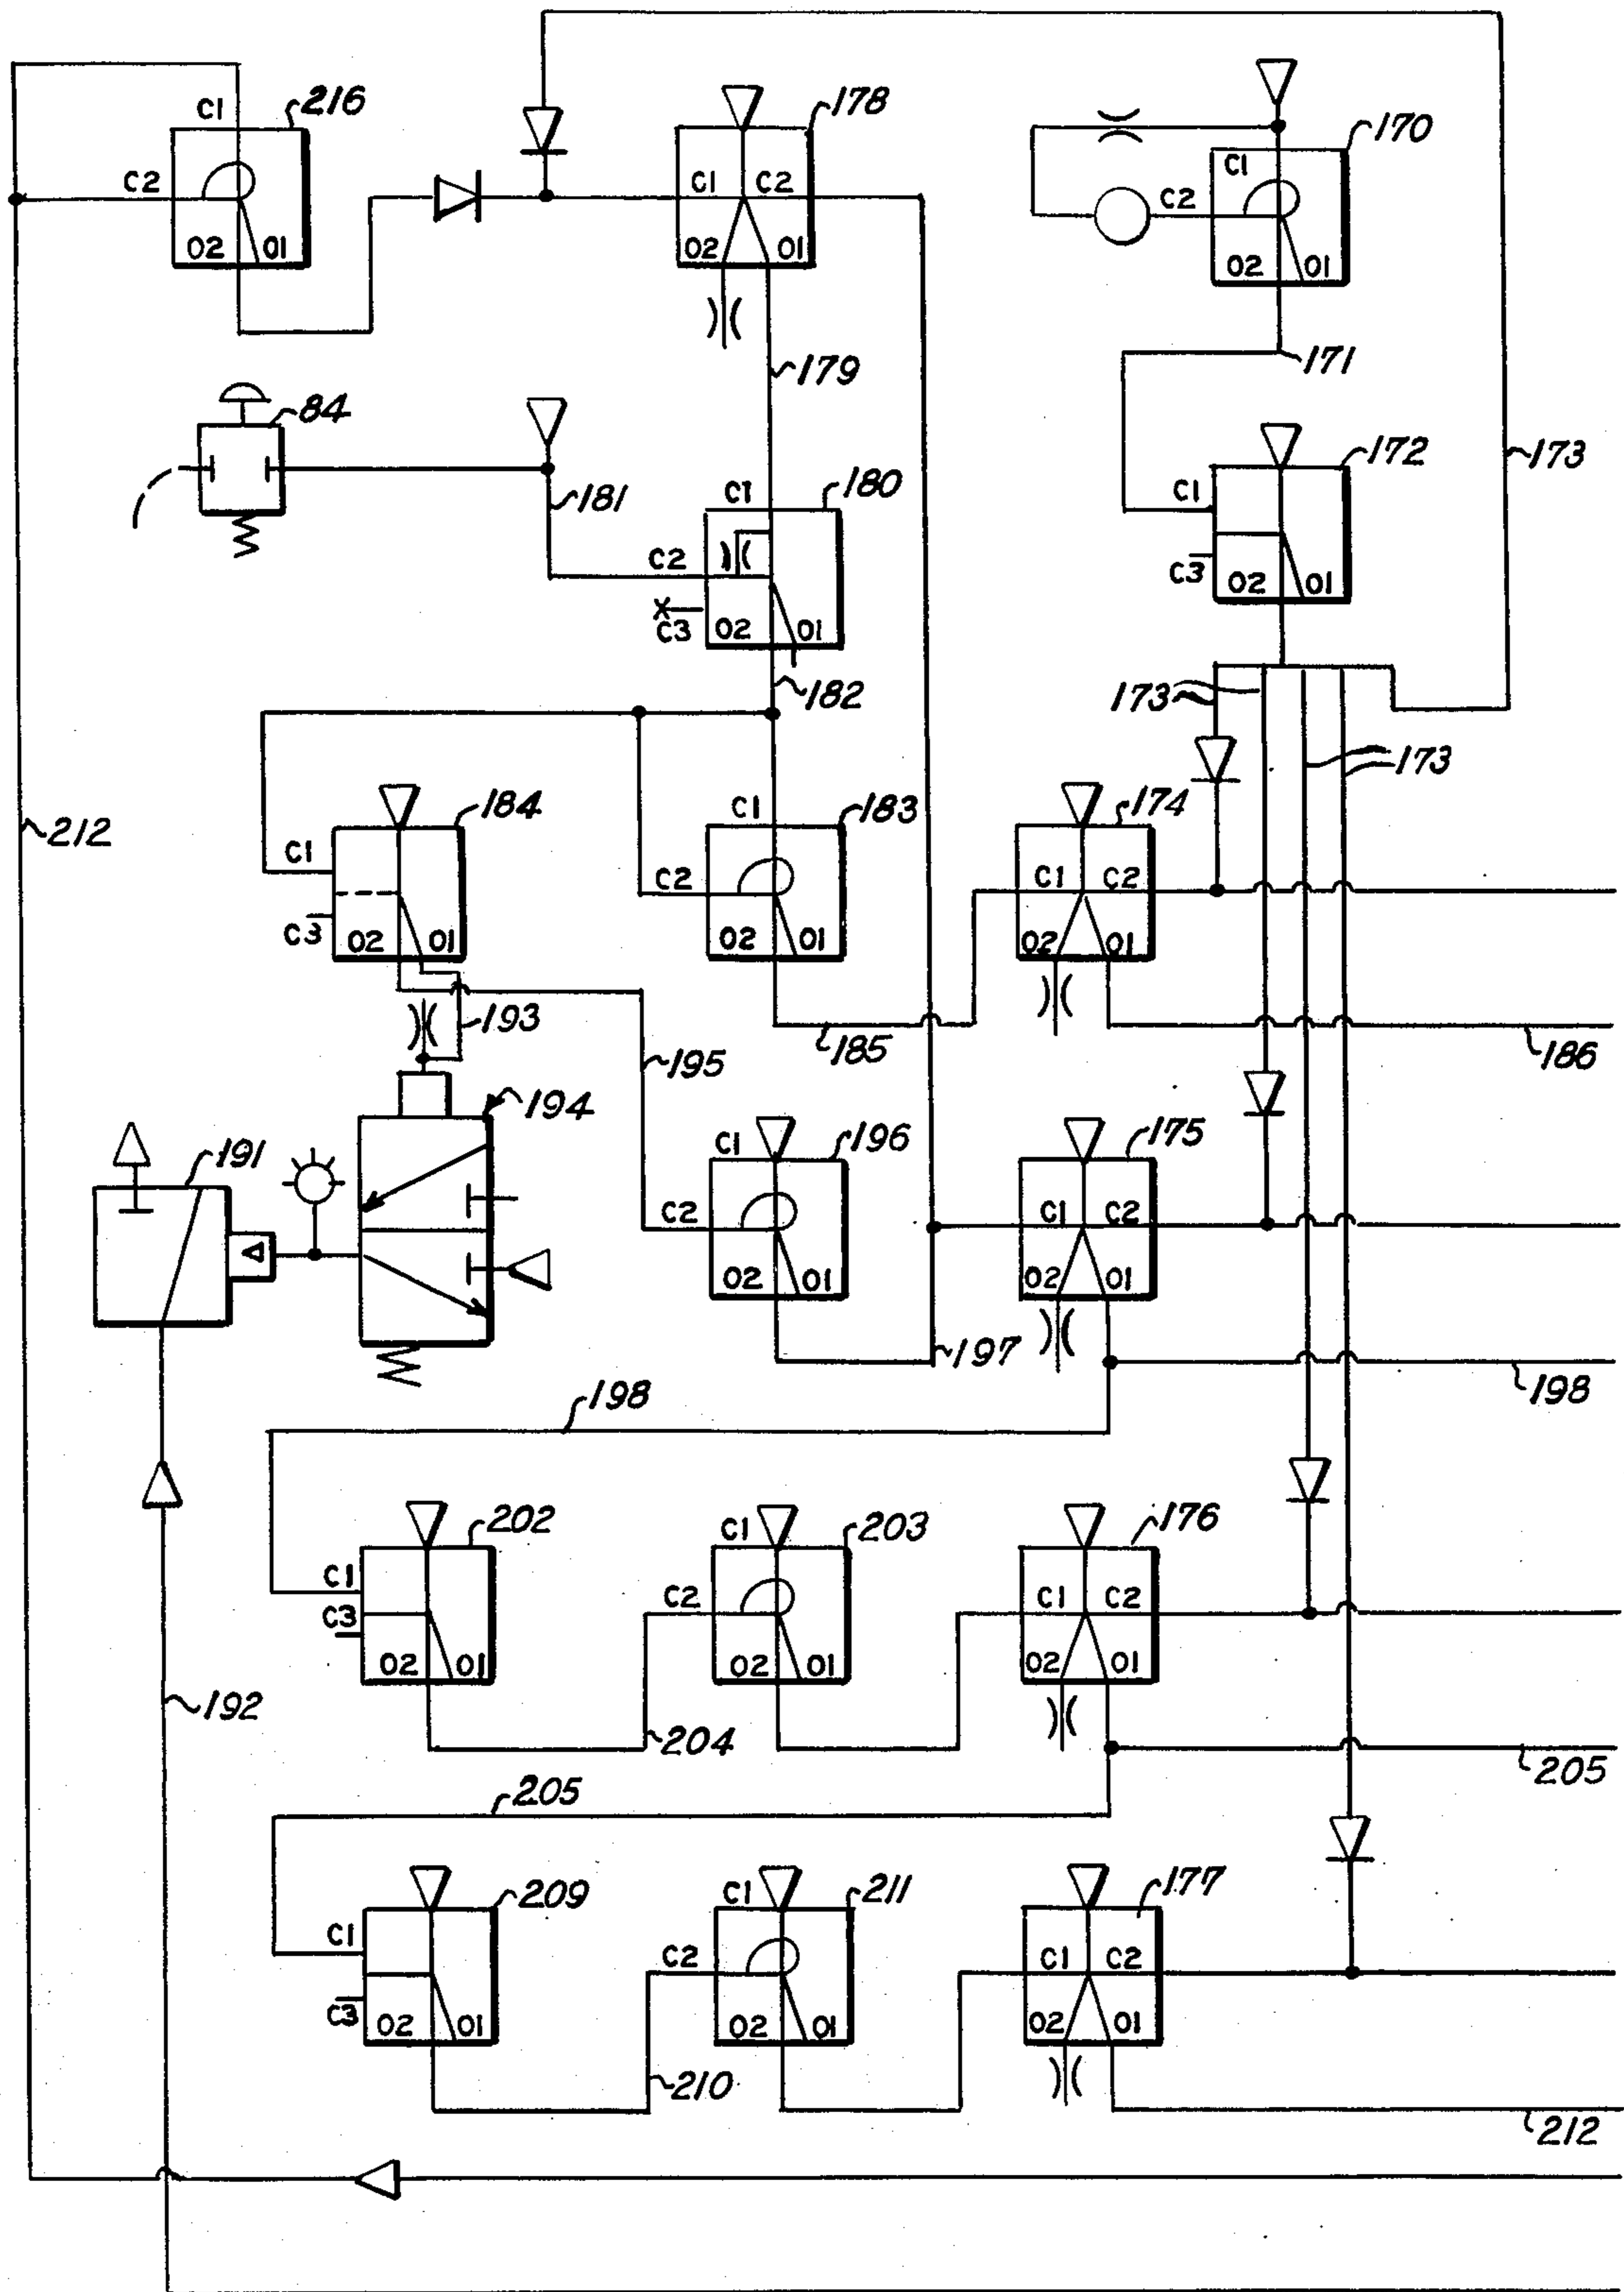 C1
216
C2
O2 O1
178
C1 C2
O2 O1
170
C1
C2
O2 O1
171
179
84
181
C1
180
C2
C3
O2 O1
182
172
C1
C3
O2 O1
173
173
173
212
184
C1
C3
O2 O1
C1
183
C2
O2 O1
174
C1 C2
O2 O1
193
185
186
195
194
191
C1
196
C2
O2 O1
175
C1 C2
O2 O1
197
198
198
202
C1
C3
O2 O1
C1
203
C2
O2 O1
176
C1 C2
O2 O1
192
204
205
205
209
C1
C3
O2 O1
C1
211
C2
O2 O1
177
C1 C2
O2 O1
210
212